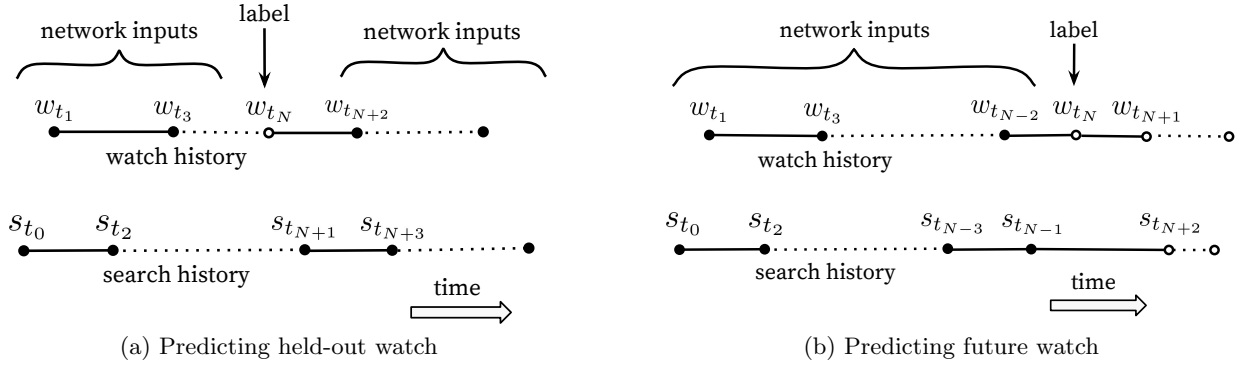 label
network inputs
network inputs
w_{t_1} w_{t_3} w_{t_N} w_{t_{N+2}}
watch history
s_{t_0} s_{t_2} s_{t_{N+1}} s_{t_{N+3}}
search history
time
(a) Predicting held-out watch
network inputs
label
w_{t_1} w_{t_3} w_{t_{N-2}} w_{t_N} w_{t_{N+1}}
watch history
s_{t_0} s_{t_2} s_{t_{N-3}} s_{t_{N-1}} s_{t_{N+2}}
search history
time
(b) Predicting future watch